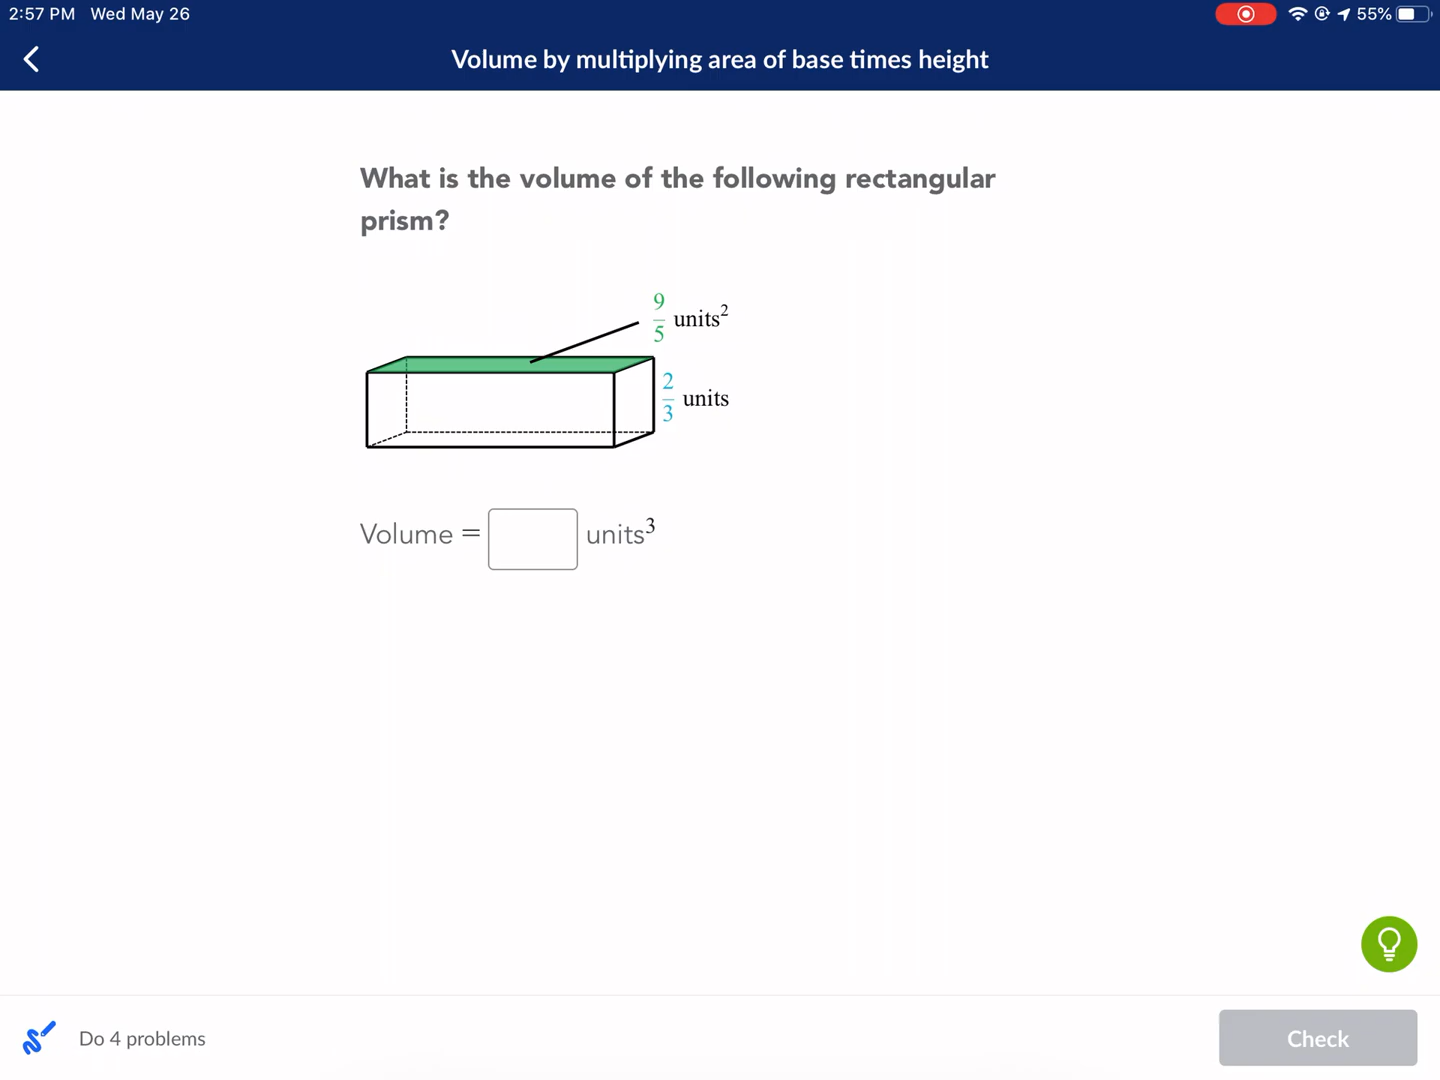 2:57 PM Wed May 26
55%
Volume by multiplying area of base times height
What is the volume of the following rectangular
prism?
9/5 units²
2/3 units
Volume = units³
Do 4 problems
Check